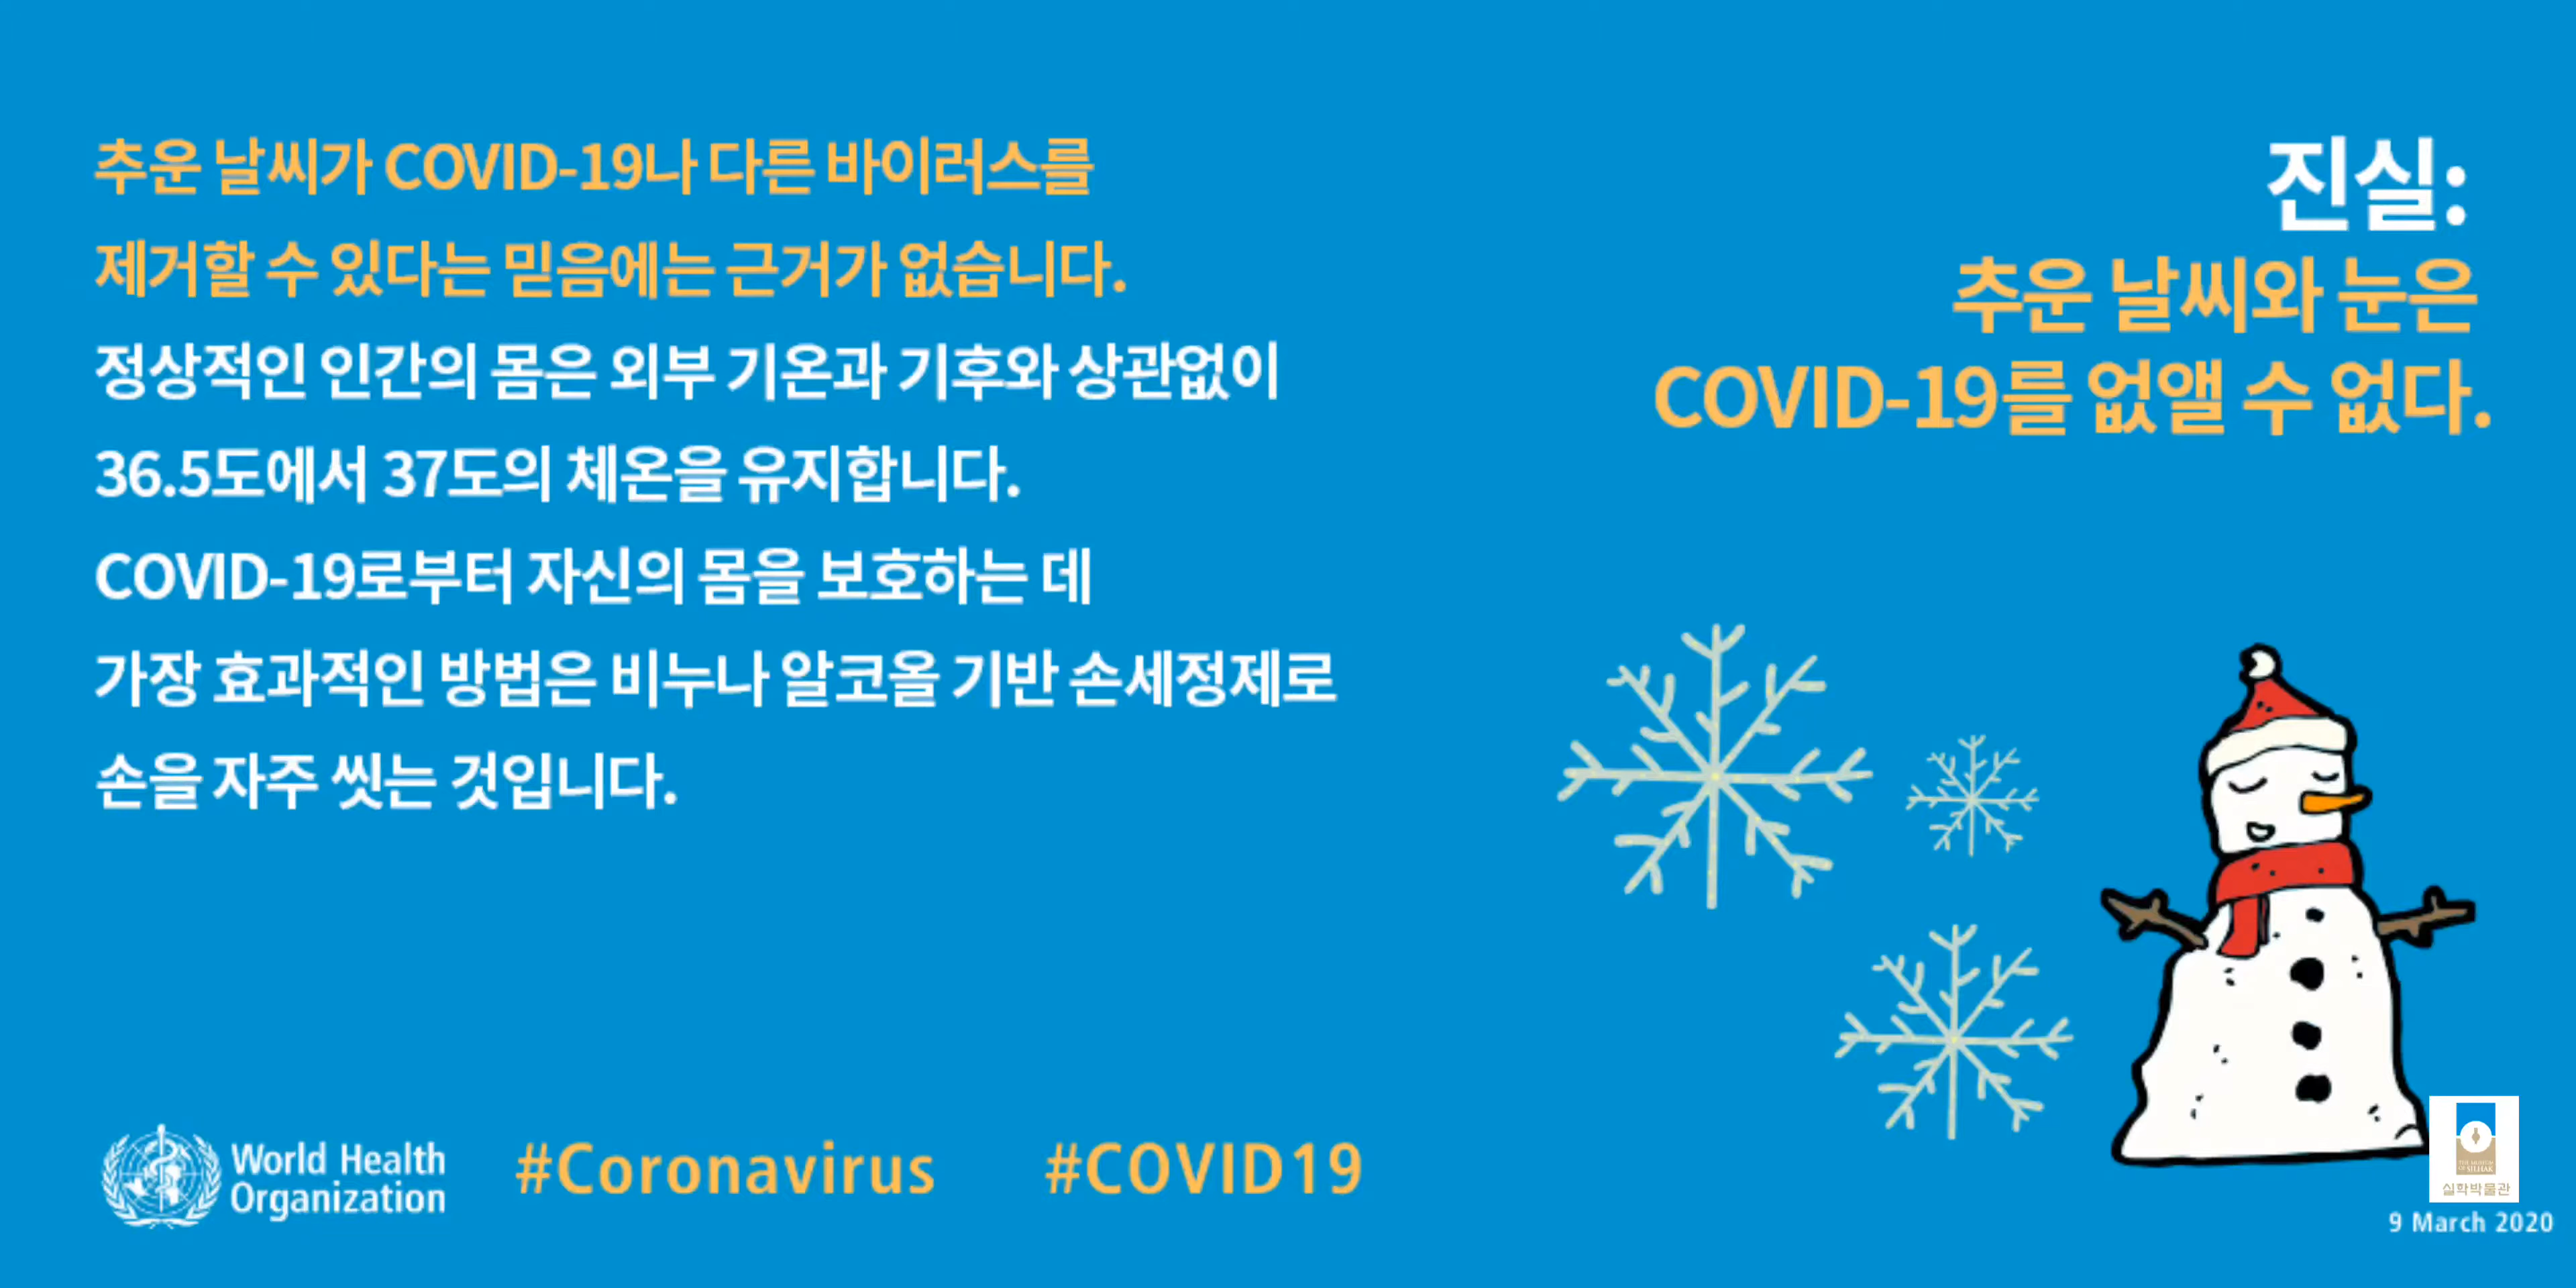 추운 날씨가 COVID-19나 다른 바이러스를
제거할 수 있다는 믿음에는 근거가 없습니다.
정상적인 인간의 몸은 외부 기온과 기후와 상관없이
36.5도에서 37도의 체온을 유지합니다.
COVID-19로부터 자신의 몸을 보호하는 데
가장 효과적인 방법은 비누나 알코올 기반 손세정제로
손을 자주 씻는 것입니다.
진실:
추운 날씨와 눈은
COVID-19를 없앨 수 없다.
World Health
Organization
#Coronavirus
#COVID19
THE MUSEUM
OF SILHAK
실학박물관
9 March 2020